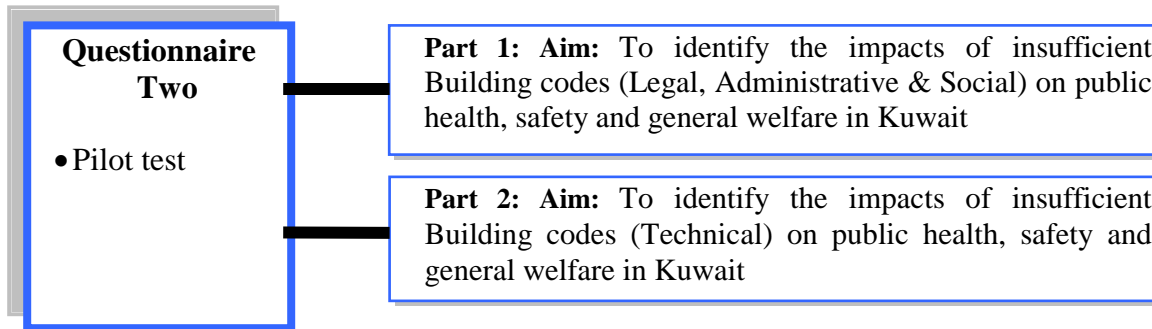 Questionnaire
Two
•Pilot test
Part 1: Aim: To identify the impacts of insufficient
Building codes (Legal, Administrative & Social) on public
health, safety and general welfare in Kuwait
Part 2: Aim: To identify the impacts of insufficient
Building codes (Technical) on public health, safety and
general welfare in Kuwait